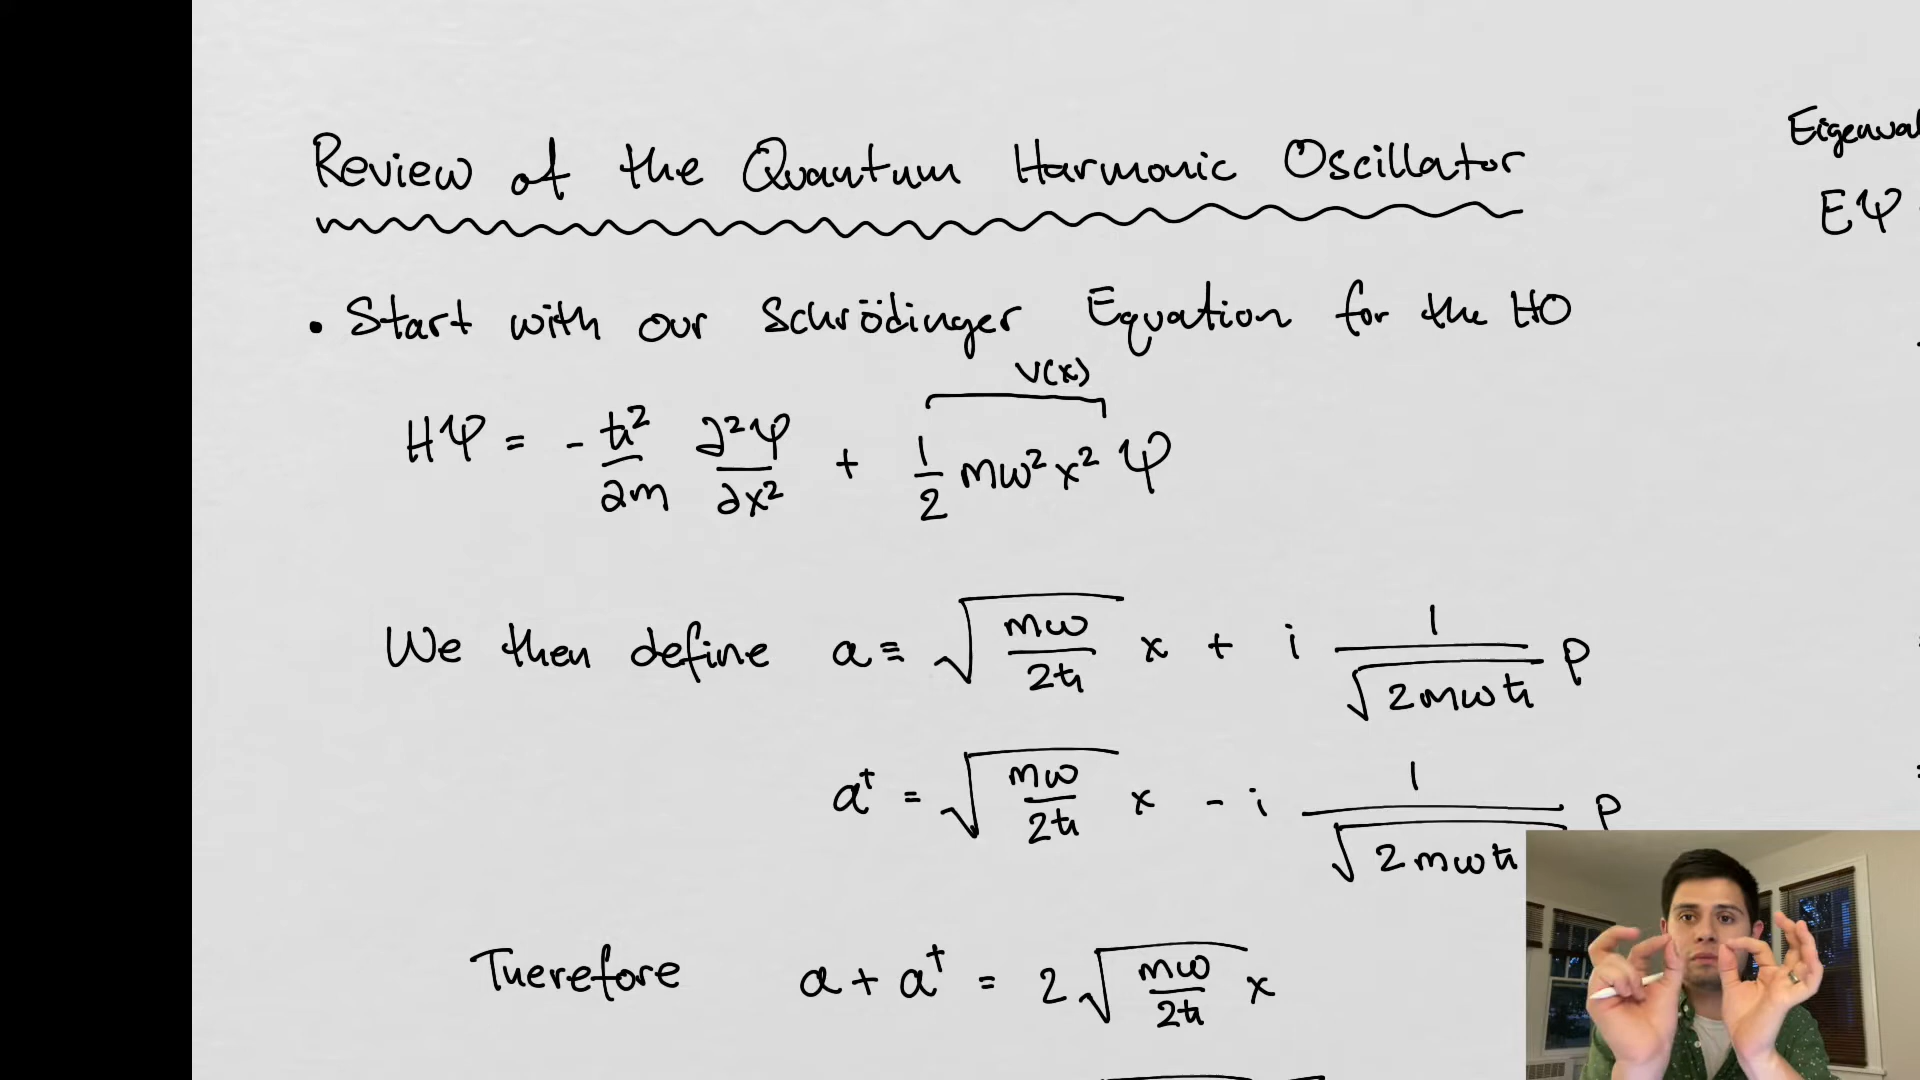 Review of the Quantum Harmonic Oscillator
• Start with our Schrödinger Equation for the HO
V(x)
Hψ = - ħ²/2m ∂²ψ/∂x² + 1/2 mω²x² ψ
We then define a ≡ √(mω/2ħ) x + i 1/√(2mωħ) p
a† = √(mω/2ħ) x - i 1/√(2mωħ) p
Therefore a + a† = 2√(mω/2ħ) x
Eψ